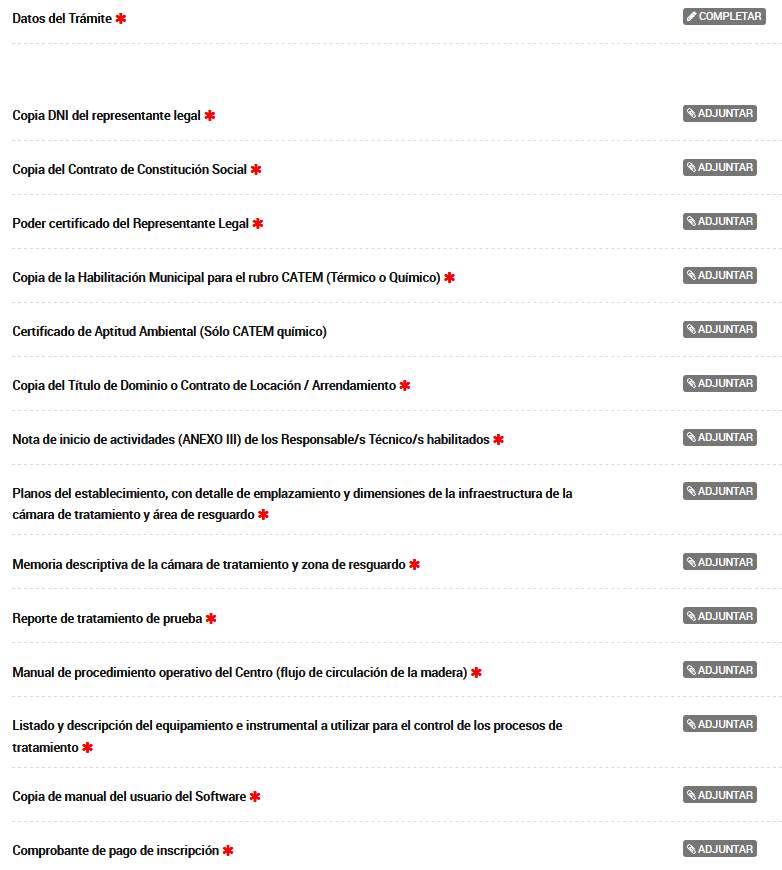 Datos del Trámite ✱ COMPLETAR
Copia DNI del representante legal ✱ ADJUNTAR
Copia del Contrato de Constitución Social ✱ ADJUNTAR
Poder certificado del Representante Legal ✱ ADJUNTAR
Copia de la Habilitación Municipal para el rubro CATEM (Térmico o Químico) ✱ ADJUNTAR
Certificado de Aptitud Ambiental (Sólo CATEM químico) ADJUNTAR
Copia del Título de Dominio o Contrato de Locación / Arrendamiento ✱ ADJUNTAR
Nota de inicio de actividades (ANEXO III) de los Responsable/s Técnico/s habilitados ✱ ADJUNTAR
Planos del establecimiento, con detalle de emplazamiento y dimensiones de la infraestructura de la ADJUNTAR
cámara de tratamiento y área de resguardo ✱
Memoria descriptiva de la cámara de tratamiento y zona de resguardo ✱ ADJUNTAR
Reporte de tratamiento de prueba ✱ ADJUNTAR
Manual de procedimiento operativo del Centro (flujo de circulación de la madera) ✱ ADJUNTAR
Listado y descripción del equipamiento e instrumental a utilizar para el control de los procesos de ADJUNTAR
tratamiento ✱
Copia de manual del usuario del Software ✱ ADJUNTAR
Comprobante de pago de inscripción ✱ ADJUNTAR